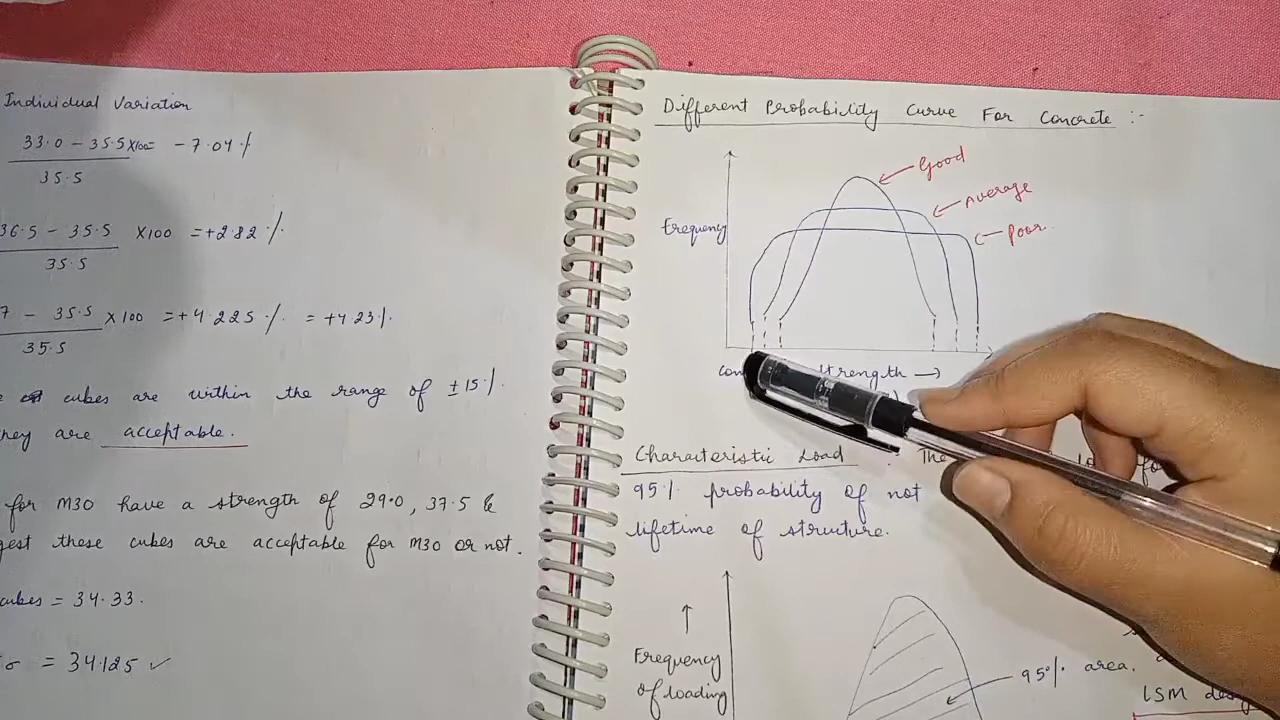 Individual Variation
33.0 - 35.5 x100 = - 7.04 %
35.5
36.5 - 35.5 x100 = +2.82 %
35.5
7 - 35.5 x100 = +4.225 % = +4.23%
35.5
cubes are within the range of ±15%.
they are acceptable.
for M30 have a strength of 29.0, 37.5 &
these cubes are acceptable for M30 or not.
cubes = 34.33.
σ = 34.125 ✓
Different Probability Curve For Concrete :-
Good
Average
Poor
Frequency
strength →
Characteristic Load : The
95% probability of not
lifetime of structure.
Frequency
of loading
95% area.
LSM